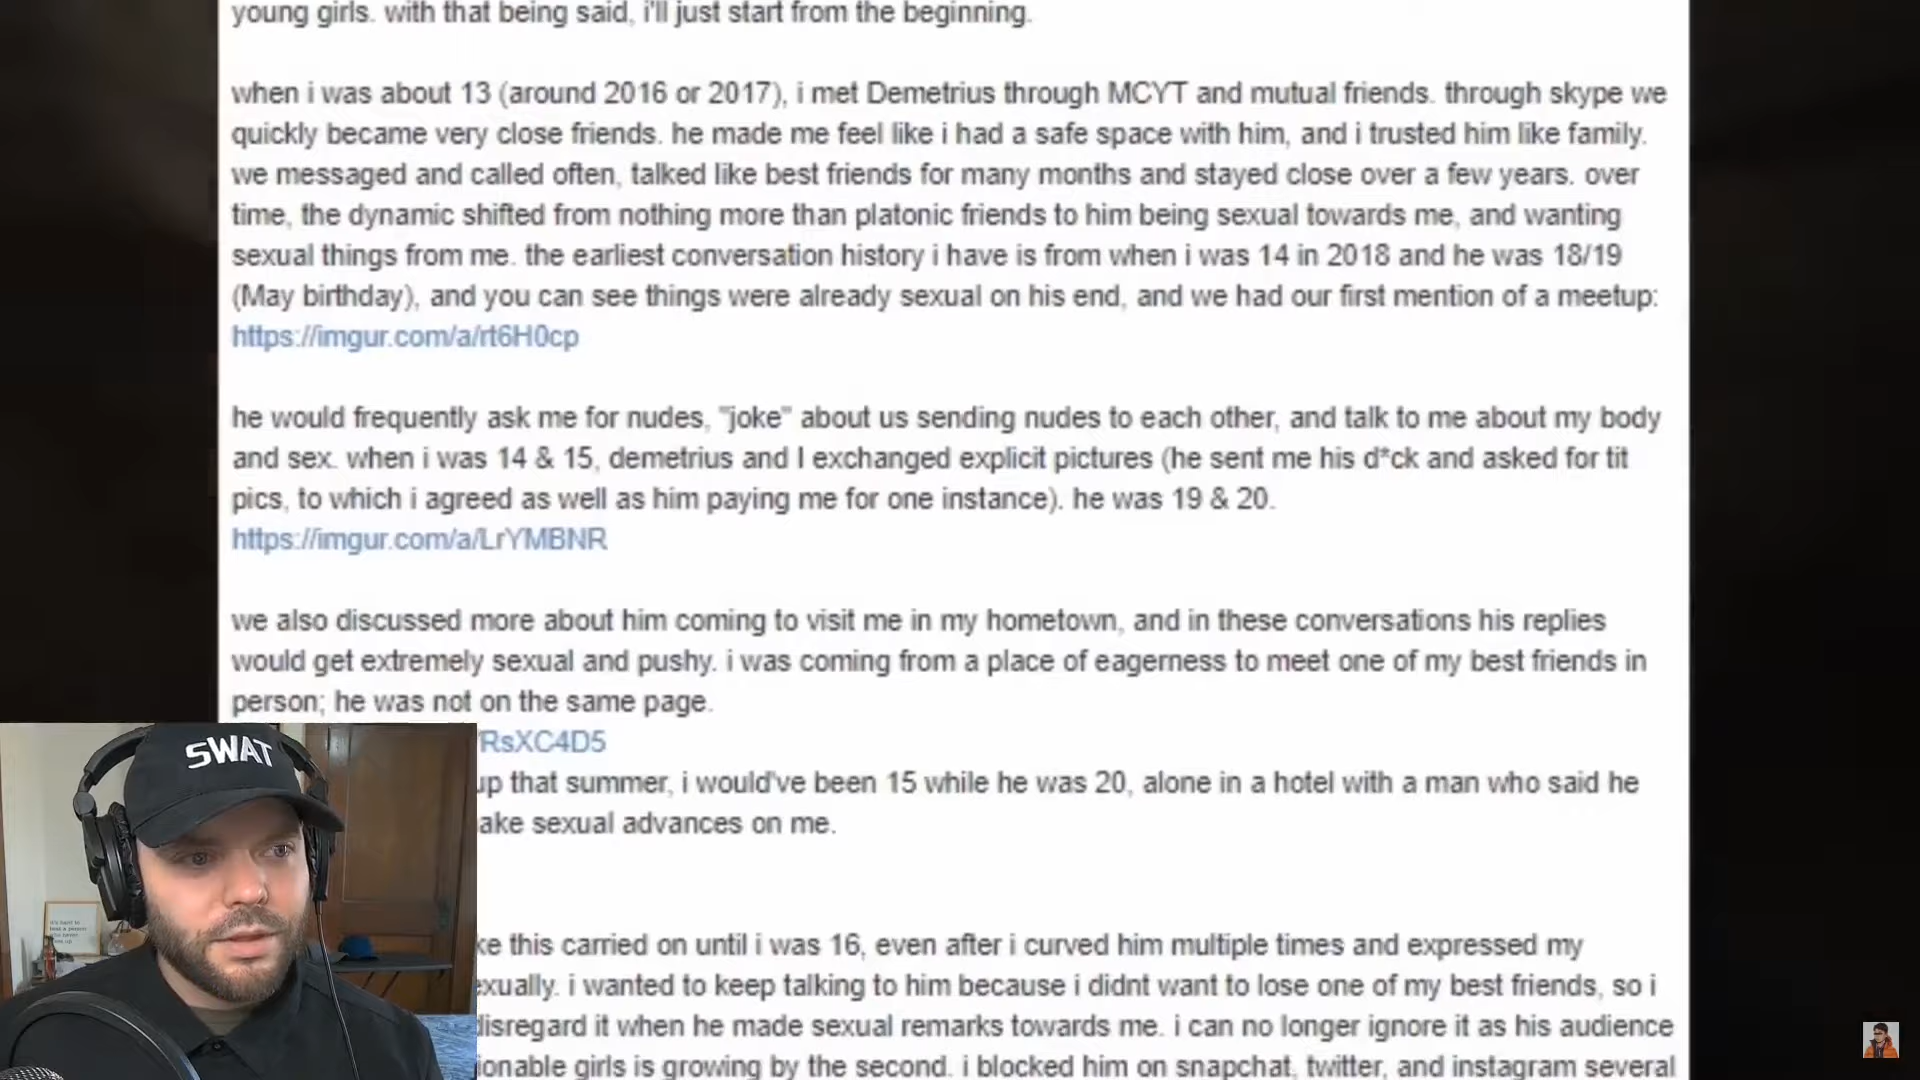 young girls. with that being said, i'll just start from the beginning.
when i was about 13 (around 2016 or 2017), i met Demetrius through MCYT and mutual friends. through skype we
quickly became very close friends. he made me feel like i had a safe space with him, and i trusted him like family.
we messaged and called often, talked like best friends for many months and stayed close over a few years. over
time, the dynamic shifted from nothing more than platonic friends to him being sexual towards me, and wanting
sexual things from me. the earliest conversation history i have is from when i was 14 in 2018 and he was 18/19
(May birthday), and you can see things were already sexual on his end, and we had our first mention of a meetup:
https://imgur.com/a/rt6H0cp
he would frequently ask me for nudes, "joke" about us sending nudes to each other, and talk to me about my body
and sex. when i was 14 & 15, demetrius and I exchanged explicit pictures (he sent me his d*ck and asked for tit
pics, to which i agreed as well as him paying me for one instance). he was 19 & 20.
https://imgur.com/a/LrYMBNR
we also discussed more about him coming to visit me in my hometown, and in these conversations his replies
would get extremely sexual and pushy. i was coming from a place of eagerness to meet one of my best friends in
person; he was not on the same page.
/RsXC4D5
up that summer, i would've been 15 while he was 20, alone in a hotel with a man who said he
ake sexual advances on me.
ke this carried on until i was 16, even after i curved him multiple times and expressed my
exually. i wanted to keep talking to him because i didnt want to lose one of my best friends, so i
disregard it when he made sexual remarks towards me. i can no longer ignore it as his audience
ionable girls is growing by the second. i blocked him on snapchat, twitter, and instagram several
SWAT